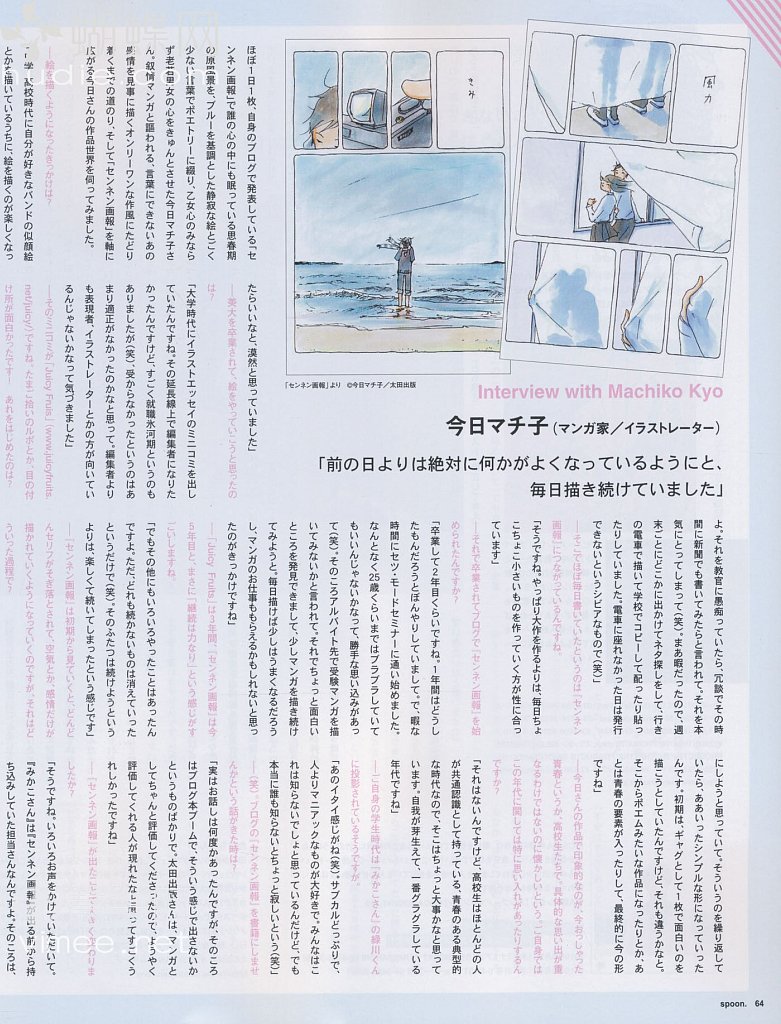 風力
きみ
「センネン画報」より ©今日マチ子／太田出版
Interview with Machiko Kyo
今日マチ子（マンガ家／イラストレーター）
「前の日よりは絶対に何かがよくなっているようにと、
毎日描き続けていました」
ほぼ1日1枚、自身のブログで発表している「セ
ンネン画報」で誰の心の中にも眠っている思春期
の原風景を、ブルーを基調とした静寂な絵とごく
少ない言葉でポエトリーに綴り、乙女心のみなら
ず老若男女の心をきゅんとさせた今日マチ子さ
ん。叙情マンガと謳われる、言葉にできないあの
感情を見事に描くオンリーワンな作風にたどり
着くまでの道のり、そして「センネン画報」を軸に
広がる今日さんの作品世界を伺ってみました。
――絵を描くようになったきっかけは？
学・高校時代に自分が好きなバンドの似顔絵
とかを描いているうちに、絵を描くのが楽しくなっ
たらいいなと、漠然と思っていました」
――美大を卒業されて、絵をやっていこうと思ったの
は？
「大学時代にイラストエッセイのミニコミを出し
ていたんですね。その延長線上で編集者になりた
かったんですけど、すごく就職氷河期というのも
ありましたが（笑）、受からなかったというのはあ
まり適正がなかったのかなと思って。編集者より
も表現者、イラストレーターとかの方が向いてい
るんじゃないかなって気づきました」
――そのミニコミが「Juicy Fruits」（www.juicyfruits.
net/juicy/）ですね。たまご拾いのルポとか、目の付
け所が面白かったです！ あれをはじめたのは？
よ。それを教官に愚痴っていたら、冗談でその時
間に新聞でも書いてみたらと言われて。それを本
気にとってしまって（笑）。まあ暇だったので、週
末ごとにどこかに出かけてネタ探しをして、行き
の電車で描いて学校でコピーして配ったり貼っ
たりしていました。電車に座れなかった日は発行
できないというシビアなもので（笑）」
――そこでほぼ毎日書いていたというのは「センネン
画報」につながっているんですね。
「そうですね。やっぱり大作を作るよりは、毎日ちょ
こちょこ小さいものを作っていく方が性に合っ
ています」
――それで卒業されてブログで「センネン画報」を始
められたんですか？
「卒業して2年目くらいですね。1年間はどうし
たもんだろうとぼんやりしていまして。で、暇な
時間にセツ・モードセミナーに通い始めました。
なんとなく25歳くらいまではブラブラしていて
もいいんじゃないかなって、勝手な思い込みがあっ
て（笑）。そのころアルバイト先で受験マンガを描
いてみないかと言われて。それでちょっと面白い
ところを発見できまして、少しマンガを描き続け
てみようと。毎日描けば少しはうまくなるだろう
し、マンガのお仕事ももらえるかもしれないと思っ
たのがきっかけですね」
――「Juicy Fruits」は3年間、「センネン画報」は今
5年目と、まさに「継続は力なり」という感じがす
ごいしますね。
「でもその他にもいろいろやったことはあったん
ですよ。ただ、どれも続かないものは消えていった
というだけで（笑）。そのふたつは続けようという
よりは、楽しくて続いてしまったという感じです」
――「センネン画報」は初期から見ていくと、どんど
んセリフがそぎ落とされて、空気とか、感情だけが
描かれていくようになっていくのですが、それはど
ういった過程で？
にしようと思っていて。そういうのを繰り返して
いたら、ああいったシンプルな形になっていった
んです。初期は、ギャグとして1枚で面白いのを
描こうとしていたんですけど、それも違うかなと。
そこからポエムみたいな作品になったりとか、あ
とは青春の要素が入ったりして、最終的に今の形
ですね」
――今日さんの作品で印象的なのが、今おっしゃった
青春というか、高校生たちで、具体的な思い出が重
なるわけではないのに懐かしいという。ご自身では
この年代に関しては特に思い入れがあったりするん
ですか？
「それはないんですけど、高校生はほとんどの人
が共通認識として持っている、青春のある典型的
な時代なので、そこはちょっと大事かなと思って
います。自我が芽生えて、一番グラグラしている
年代ですね」
――ご自身の学生時代は「みかこさん」の緑川くん
に投影されているそうですが。
「あのイタイ感じがね（笑）。サブカルどっぷりで、
人よりマニアックなものが大好きで。みんなはこ
れは知らないでしょと思っているんだけど、でも
本当に誰も知らないとちょっと寂しいという（笑）」
――（笑）。ブログの「センネン画報」を書籍にしませ
んかという話がきた時は？
「実はお話しは何度かあったんですが、そのころ
はブログ本ブームで、そういう感じで出さないか
というものばかりで。太田出版さんは、マンガと
してちゃんと評価してくださったので、ようやく
評価してくれる人が現れたなと思ってすごくう
れしかったですね」
「そうですね。いろいろお声をかけていただいて。
『みかこさん』は『センネン画報』が出る前から持
ち込みしていた担当さんなんですよ。そのころは、
spoon. 64